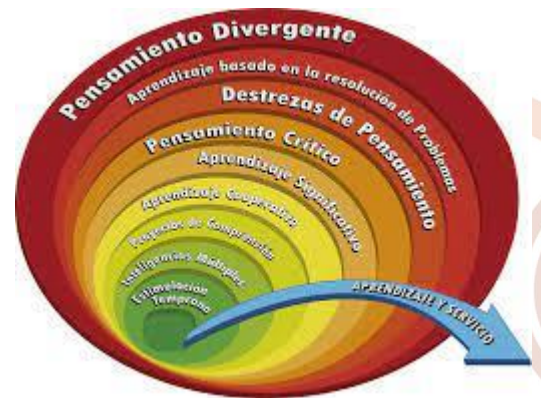 Pensamiento Divergente
Aprendizaje basado en la resolución de Problemas
Destrezas de Pensamiento
Pensamiento Crítico
Aprendizaje Significativo
Aprendizaje Cooperativo
Proyectos de Comprensión
Inteligencias Múltiples
Estimulación
Temprana
APRENDIZAJE Y SERVICIO